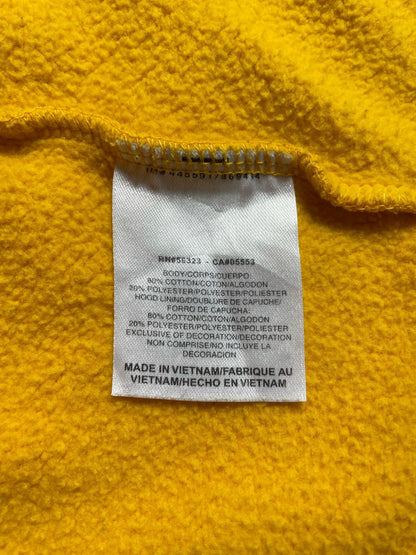 RN#56323 - CA#05553
BODY/CORPS/CUERPO:
80% COTTON/COTON/ALGODON
20% POLYESTER/POLYESTER/POLIESTER
HOOD LINING/DOUBLURE DE CAPUCHE/
FORRO DE CAPUCHA:
80% COTTON/COTON/ALGODON
20% POLYESTER/POLYESTER/POLIESTER
EXCLUSIVE OF DECORATION/DECORATION
NON COMPRISE/NO INCLUYE LA
DECORACION
MADE IN VIETNAM/FABRIQUE AU
VIETNAM/HECHO EN VIETNAM